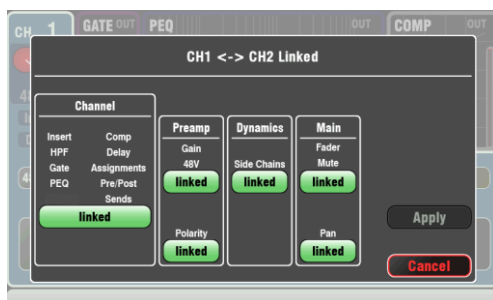 CH 1 GATE OUT PEQ OUT COMP OUT
CH1 <-> CH2 Linked
Channel
Insert Comp
HPF Delay
Gate Assignments
PEQ Pre/Post
Sends
linked
Preamp
Gain
48V
linked
Polarity
linked
Dynamics
Side Chains
linked
Main
Fader
Mute
linked
Pan
linked
Apply
Cancel